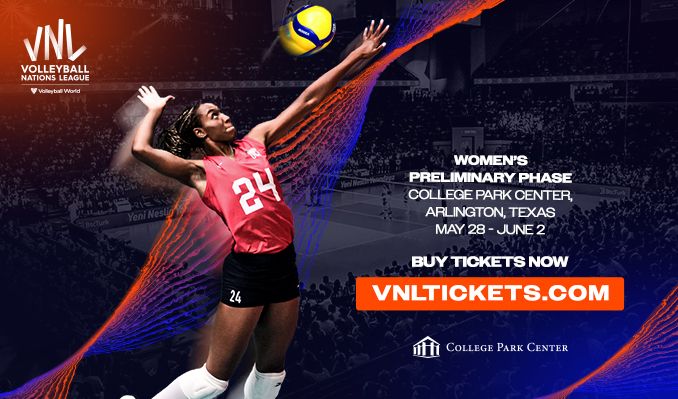 VNL
VOLLEYBALL
NATIONS LEAGUE
Volleyball World
24
24
WOMEN'S
PRELIMINARY PHASE
COLLEGE PARK CENTER,
ARLINGTON, TEXAS
MAY 28 - JUNE 2
BUY TICKETS NOW
VNLTICKETS.COM
COLLEGE PARK CENTER